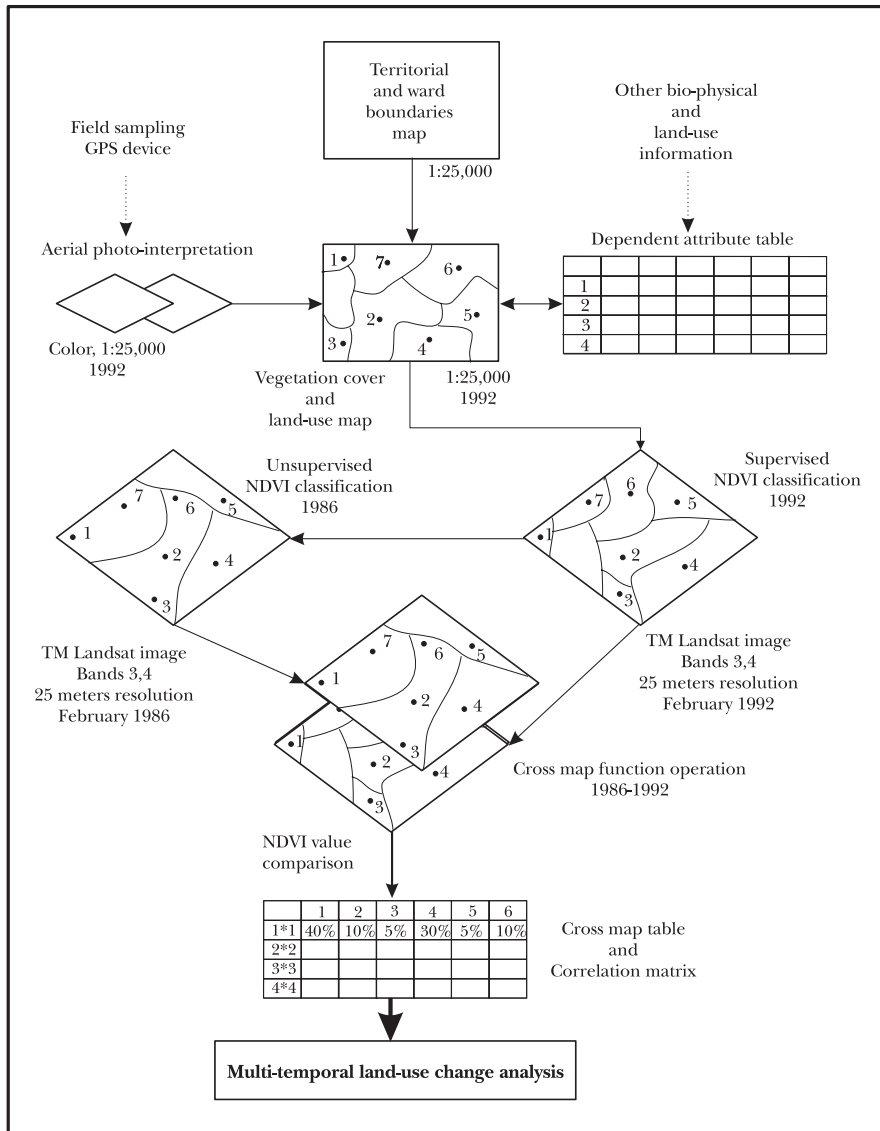 Territorial
and ward
boundaries
map
1:25,000
Other bio-physical
and
land-use
information
Field sampling
GPS device
Aerial photo-interpretation
Color, 1:25,000
1992
1
7
6
2
5
3
4
Vegetation cover
and
land-use map
1:25,000
1992
Dependent attribute table
1
2
3
4
Unsupervised
NDVI classification
1986
7
6
5
1
2
4
3
Supervised
NDVI classification
1992
7
6
5
1
2
4
3
TM Landsat image
Bands 3,4
25 meters resolution
February 1986
TM Landsat image
Bands 3,4
25 meters resolution
February 1992
7
6
5
1
2
4
3
1
2
4
3
Cross map function operation
1986-1992
NDVI value
comparison
1 2 3 4 5 6
1*1 40% 10% 5% 30% 5% 10%
2*2
3*3
4*4
Cross map table
and
Correlation matrix
Multi-temporal land-use change analysis